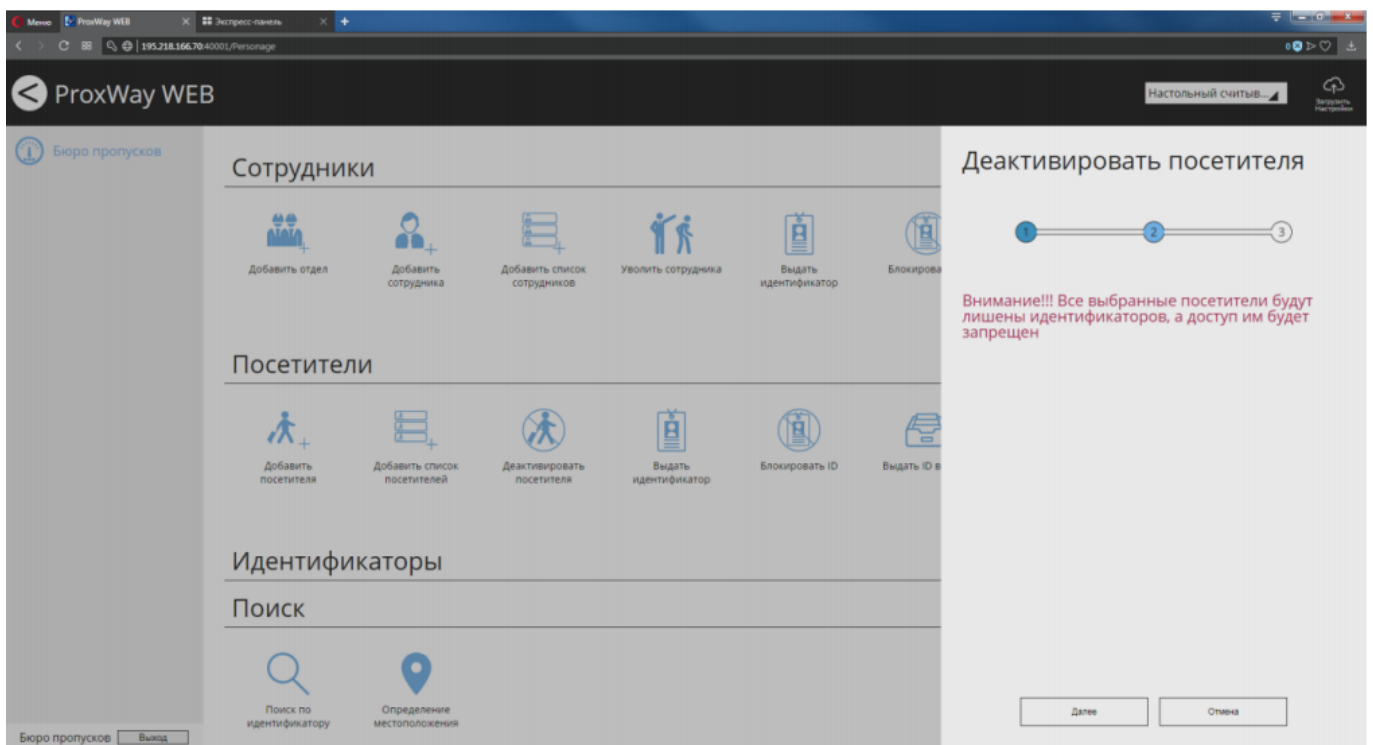 Меню
ProxWay WEB
Экспресс-панель
195.218.166.70:40001/Personage
0
ProxWay WEB
Настольный считыв...
Загрузить
Настройки
Бюро пропусков
Сотрудники
Добавить отдел
Добавить
сотрудника
Добавить список
сотрудников
Уволить сотрудника
Выдать
идентификатор
Блокирова
Посетители
Добавить
посетителя
Добавить список
посетителей
Деактивировать
посетителя
Выдать
идентификатор
Блокировать ID
Выдать ID в
Идентификаторы
Поиск
Поиск по
идентификатору
Определение
местоположения
Бюро пропусков
Выход
Деактивировать посетителя
1
2
3
Внимание!!! Все выбранные посетители будут
лишены идентификаторов, а доступ им будет
запрещен
Далее
Отмена